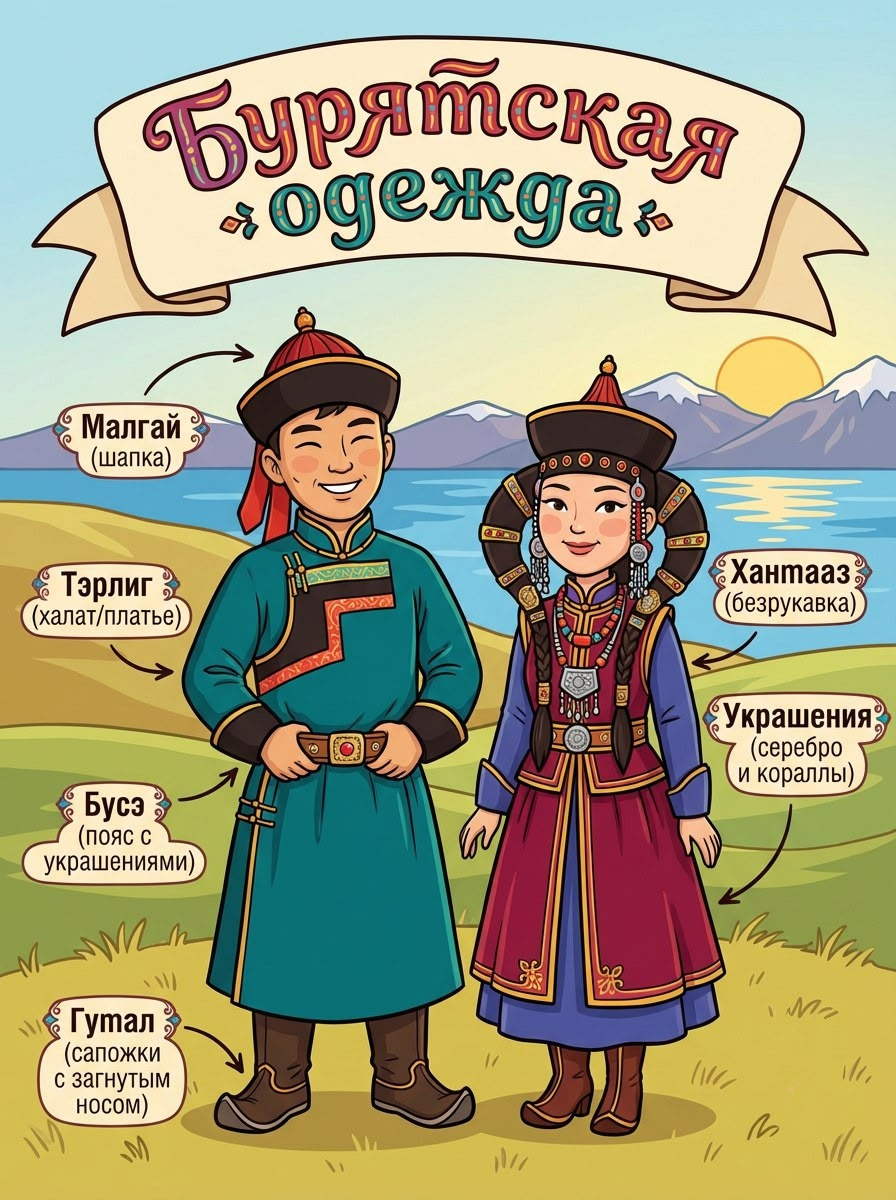 Бурятская
одежда
Малгай
(шапка)
Тэрлиг
(халат/платье)
Хантааз
(безрукавка)
Украшения
(серебро
и кораллы)
Бусэ
(пояс с
украшениями)
Гутал
(сапожки
с загнутым
носом)